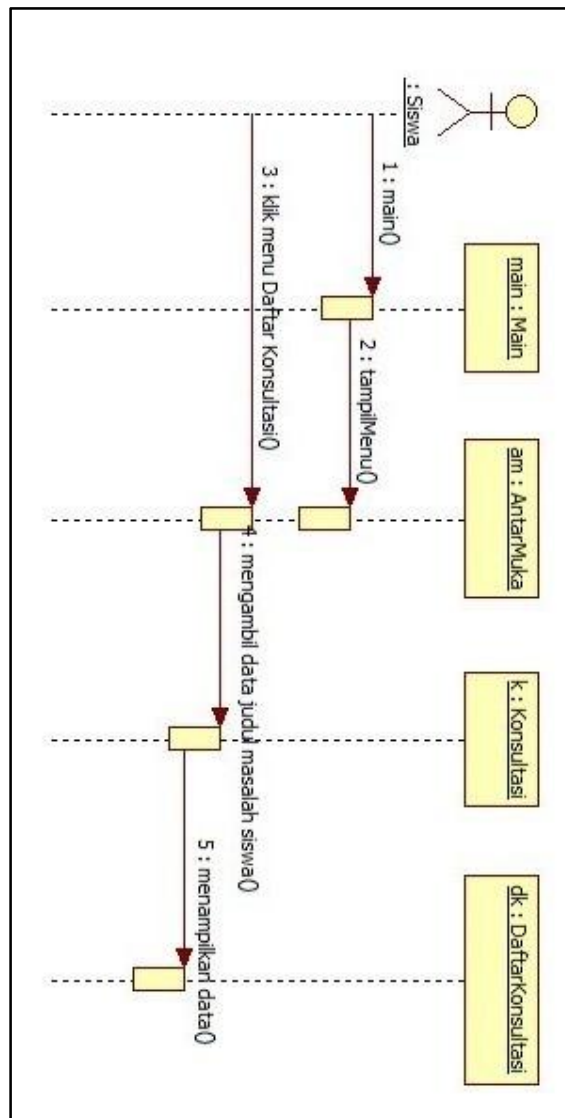 : Siswa
main : Main
am : AntarMuka
k : Konsultasi
dk : DaftarKonsultasi
1 : main()
2 : tampilMenu()
3 : klik menu Daftar Konsultasi()
4 : mengambil data judul masalah siswa()
5 : menampilkan data()